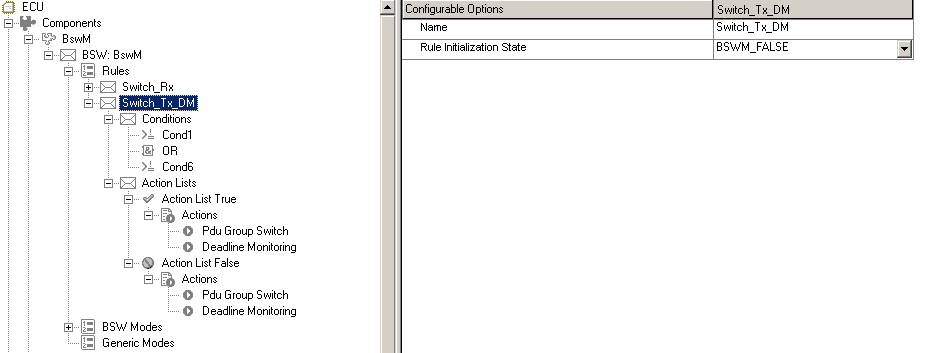 ECU
Components
BswM
BSW: BswM
Rules
Switch_Rx
Switch_Tx_DM
Conditions
Cond1
OR
Cond6
Action Lists
Action List True
Actions
Pdu Group Switch
Deadline Monitoring
Action List False
Actions
Pdu Group Switch
Deadline Monitoring
BSW Modes
Generic Modes
Configurable Options Switch_Tx_DM
Name Switch_Tx_DM
Rule Initialization State BSWM_FALSE